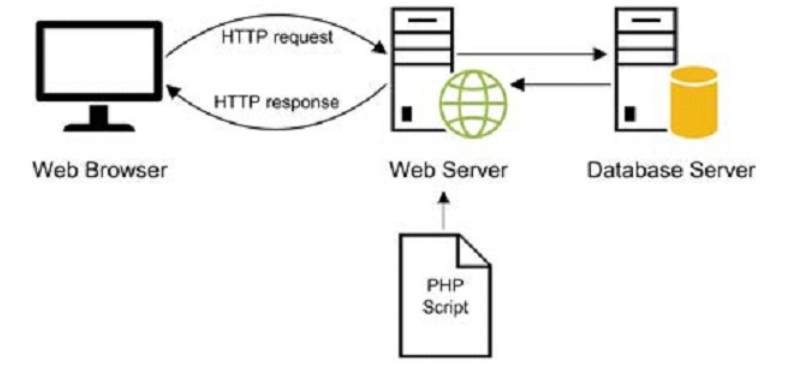 HTTP request
HTTP response
Web Browser
Web Server
Database Server
PHP
Script